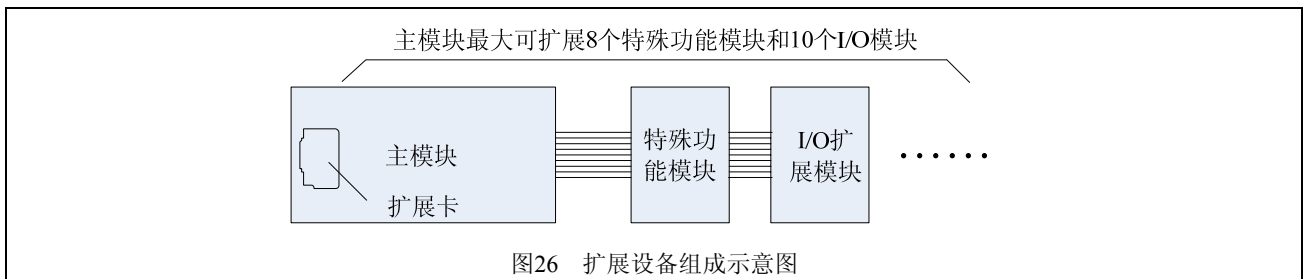 主模块最大可扩展8个特殊功能模块和10个I/O模块
主模块
扩展卡
特殊功
能模块
I/O扩
展模块
······
图26 扩展设备组成示意图